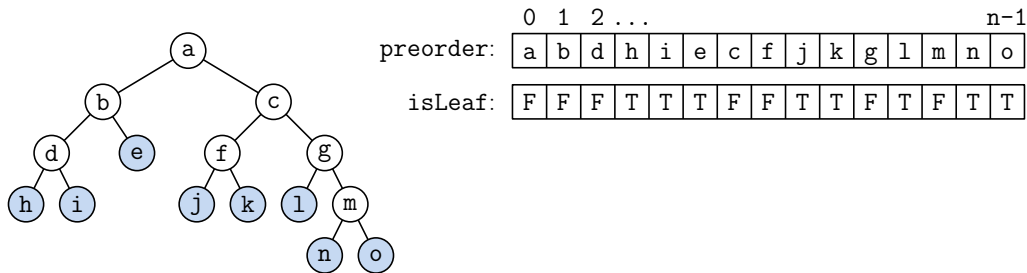 0 1 2 ... n-1
preorder: a b d h i e c f j k g l m n o
isLeaf: F F F T T T F F T T F T F T T
a
b c
d e f g
h i j k l m
n o